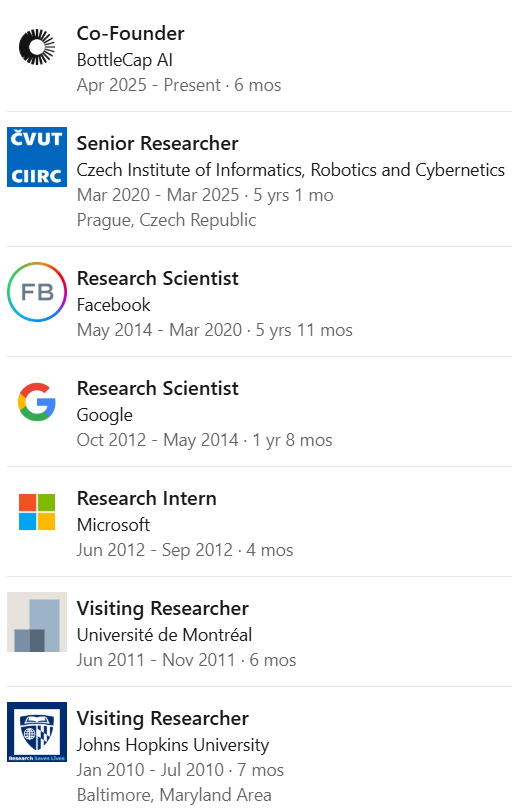 Co-Founder
BottleCap AI
Apr 2025 - Present · 6 mos
ČVUT
CIIRC
Senior Researcher
Czech Institute of Informatics, Robotics and Cybernetics
Mar 2020 - Mar 2025 · 5 yrs 1 mo
Prague, Czech Republic
FB
Research Scientist
Facebook
May 2014 - Mar 2020 · 5 yrs 11 mos
Research Scientist
Google
Oct 2012 - May 2014 · 1 yr 8 mos
Research Intern
Microsoft
Jun 2012 - Sep 2012 · 4 mos
Visiting Researcher
Université de Montréal
Jun 2011 - Nov 2011 · 6 mos
Research Saves Lives
Visiting Researcher
Johns Hopkins University
Jan 2010 - Jul 2010 · 7 mos
Baltimore, Maryland Area